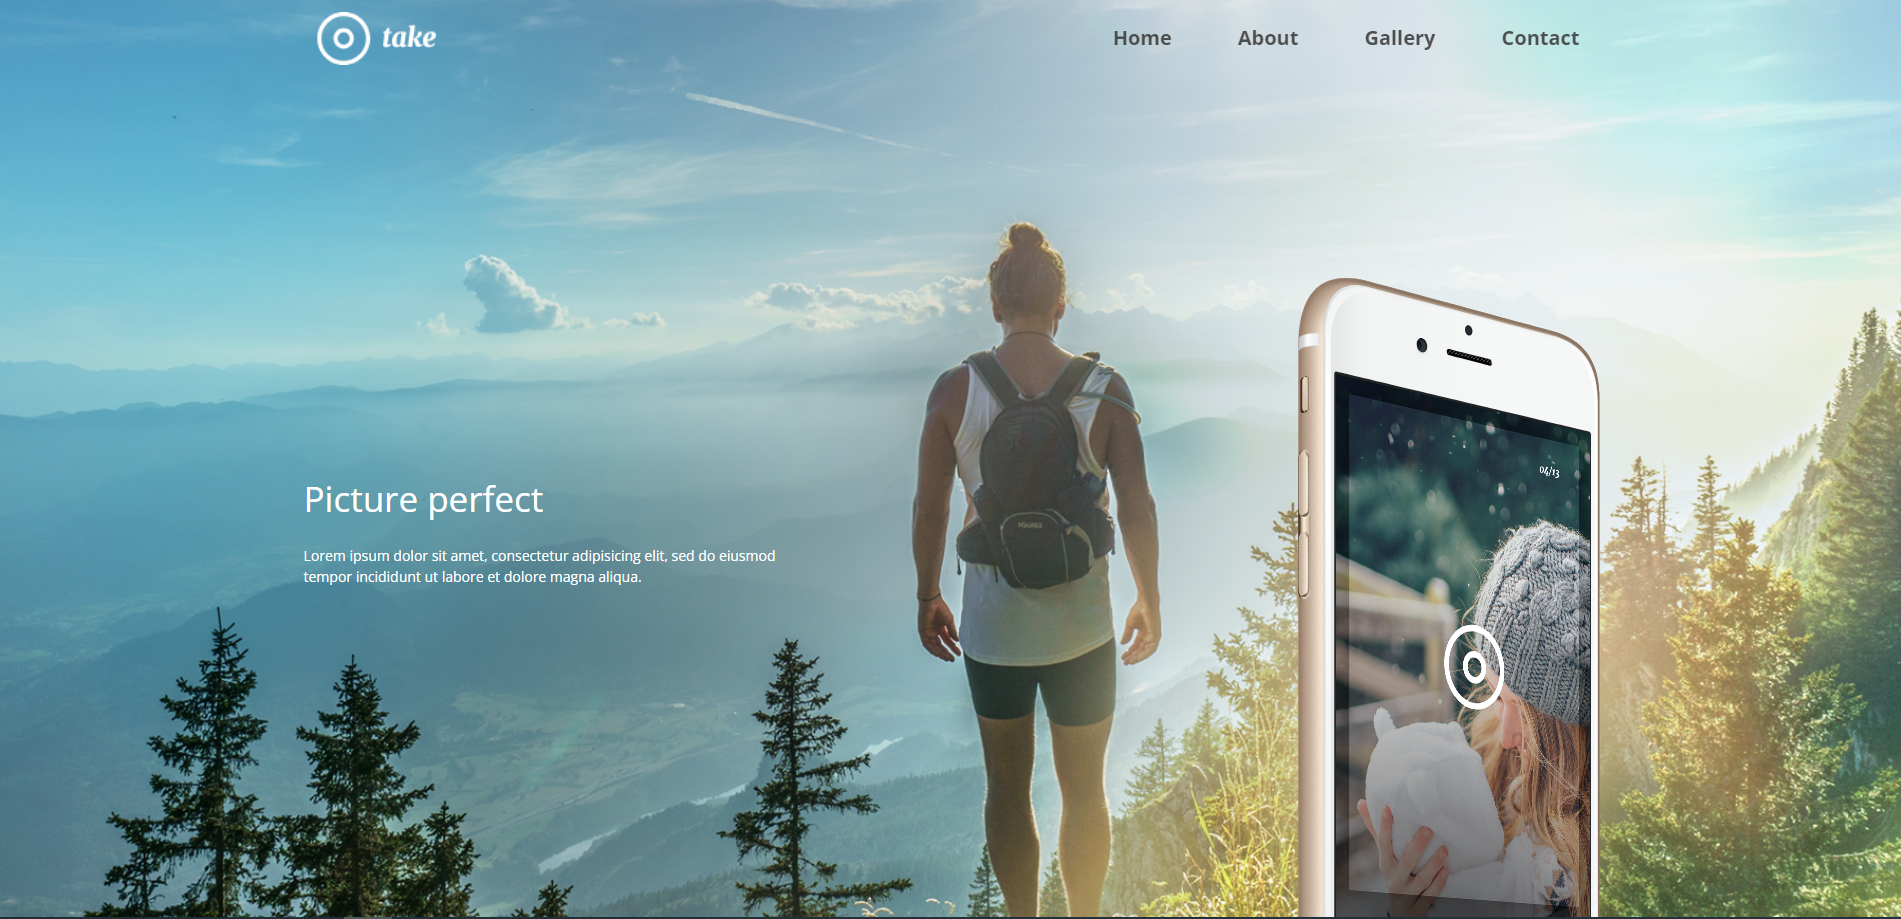 take
Home
About
Gallery
Contact
04/13
SOURCE
Picture perfect
Lorem ipsum dolor sit amet, consectetur adipisicing elit, sed do eiusmod
tempor incididunt ut labore et dolore magna aliqua.